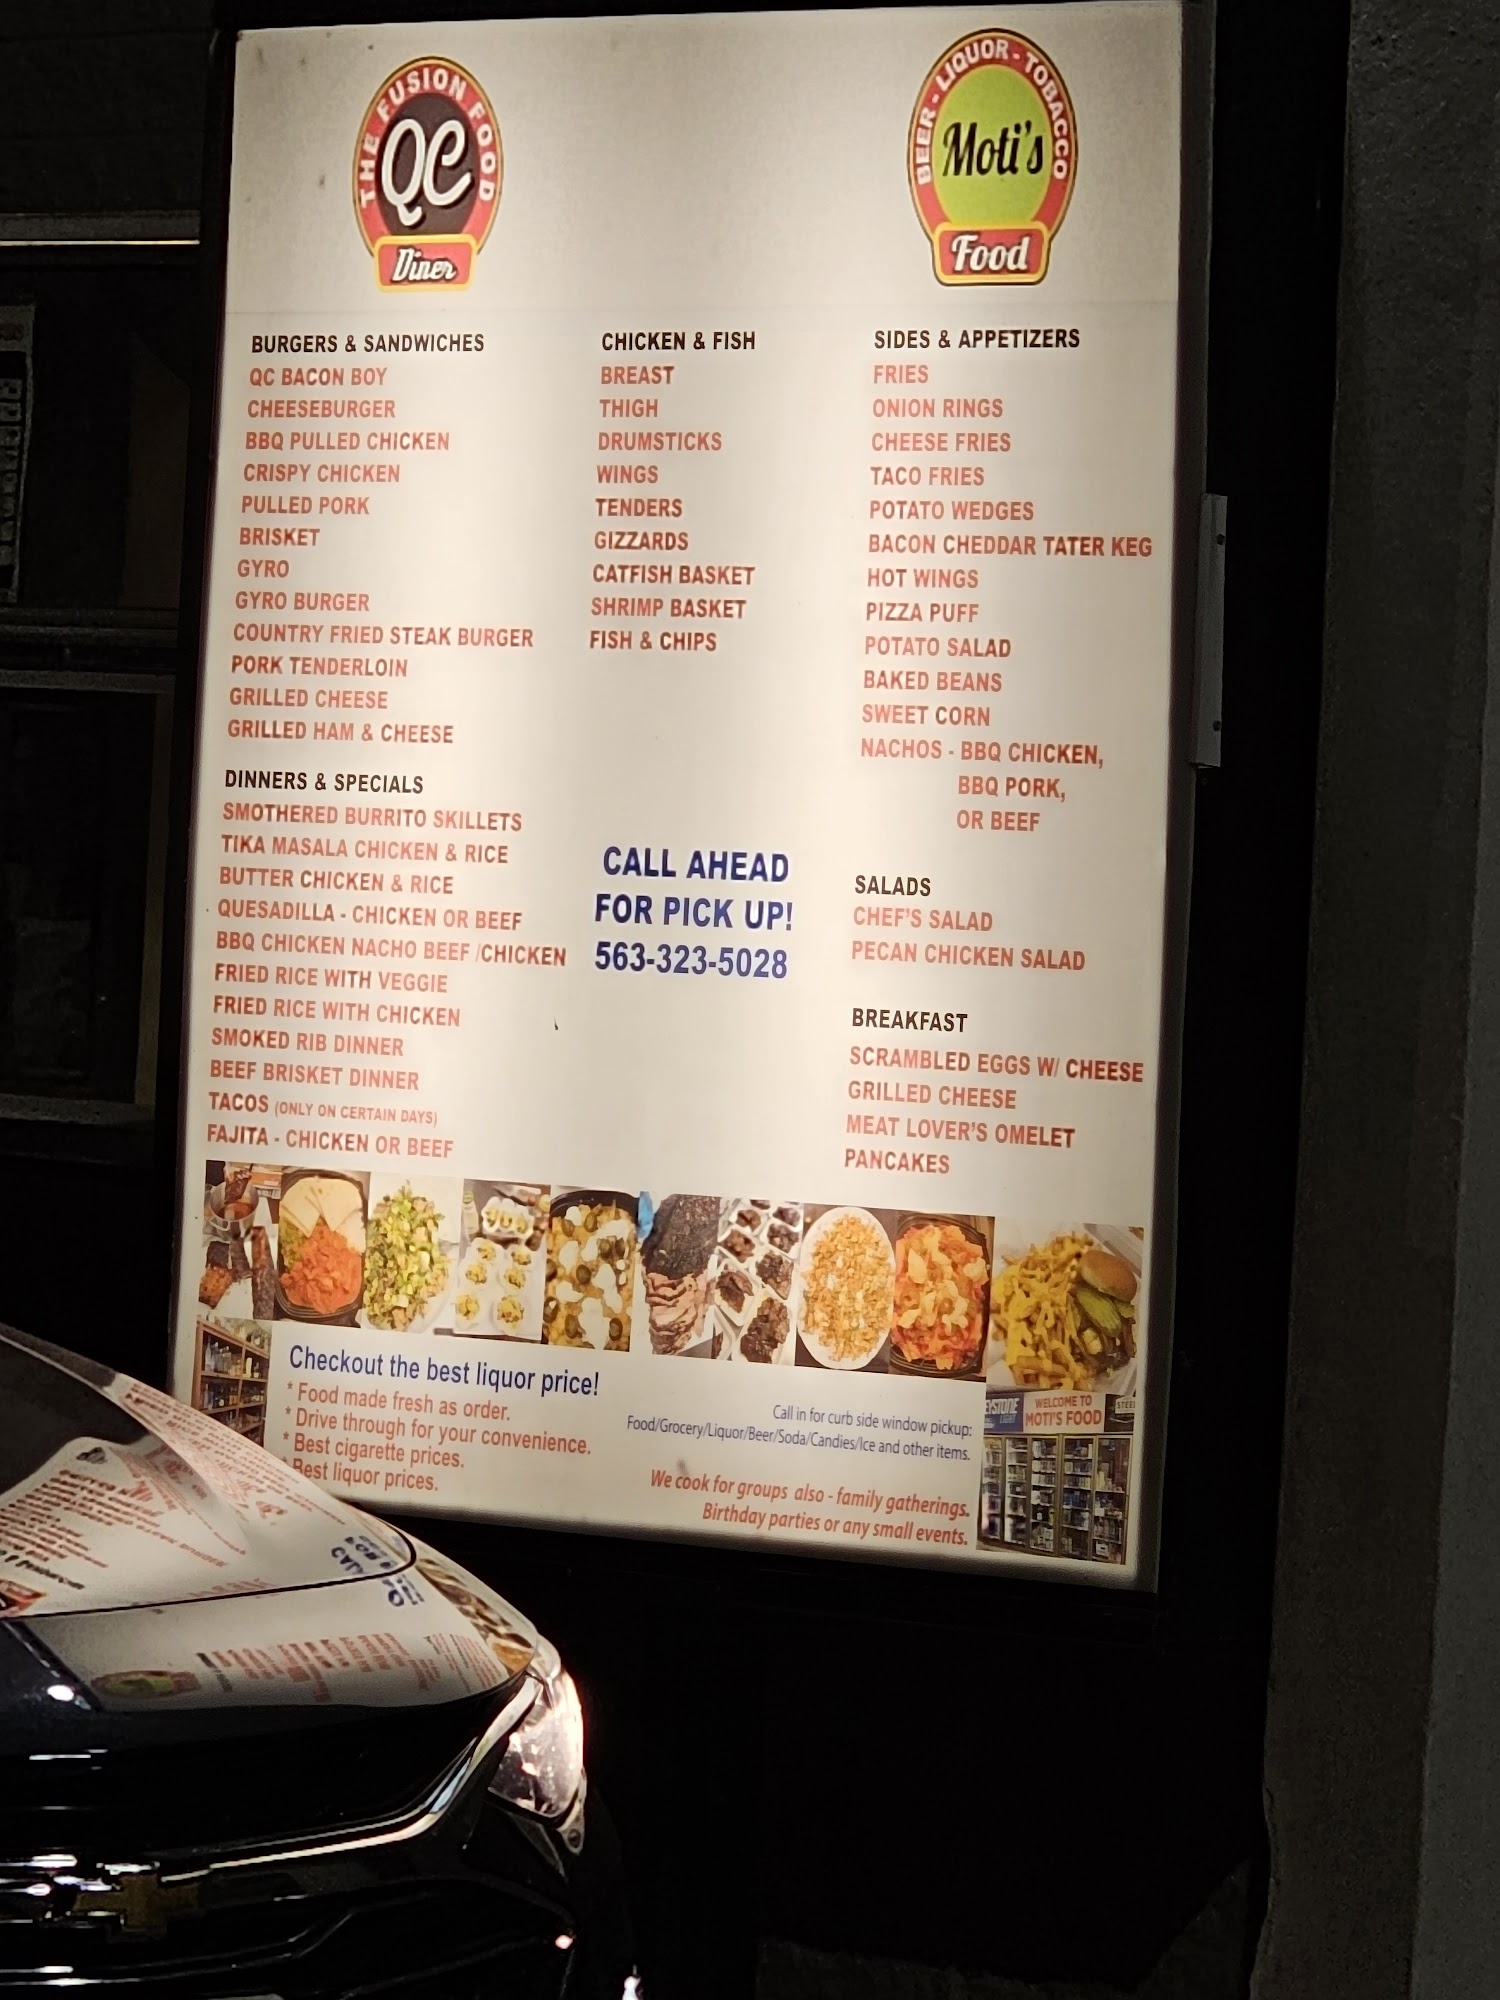 THE FUSION FOOD
QC
Diner
BEER - LIQUOR - TOBACCO
Moti's
Food
BURGERS & SANDWICHES
QC BACON BOY
CHEESEBURGER
BBQ PULLED CHICKEN
CRISPY CHICKEN
PULLED PORK
BRISKET
GYRO
GYRO BURGER
COUNTRY FRIED STEAK BURGER
PORK TENDERLOIN
GRILLED CHEESE
GRILLED HAM & CHEESE
DINNERS & SPECIALS
SMOTHERED BURRITO SKILLETS
TIKA MASALA CHICKEN & RICE
BUTTER CHICKEN & RICE
QUESADILLA - CHICKEN OR BEEF
BBQ CHICKEN NACHO BEEF /CHICKEN
FRIED RICE WITH VEGGIE
FRIED RICE WITH CHICKEN
SMOKED RIB DINNER
BEEF BRISKET DINNER
TACOS (ONLY ON CERTAIN DAYS)
FAJITA - CHICKEN OR BEEF
CHICKEN & FISH
BREAST
THIGH
DRUMSTICKS
WINGS
TENDERS
GIZZARDS
CATFISH BASKET
SHRIMP BASKET
FISH & CHIPS
CALL AHEAD
FOR PICK UP!
563-323-5028
SIDES & APPETIZERS
FRIES
ONION RINGS
CHEESE FRIES
TACO FRIES
POTATO WEDGES
BACON CHEDDAR TATER KEG
HOT WINGS
PIZZA PUFF
POTATO SALAD
BAKED BEANS
SWEET CORN
NACHOS - BBQ CHICKEN,
BBQ PORK,
OR BEEF
SALADS
CHEF'S SALAD
PECAN CHICKEN SALAD
BREAKFAST
SCRAMBLED EGGS W/ CHEESE
GRILLED CHEESE
MEAT LOVER'S OMELET
PANCAKES
Checkout the best liquor price!
* Food made fresh as order.
* Drive through for your convenience.
* Best cigarette prices.
* Best liquor prices.
Call in for curb side window pickup:
Food/Grocery/Liquor/Beer/Soda/Candies/Ice and other items.
We cook for groups also - family gatherings.
Birthday parties or any small events.
KEYSTONE
LIGHT
WELCOME TO
MOTI'S FOOD
STEEL